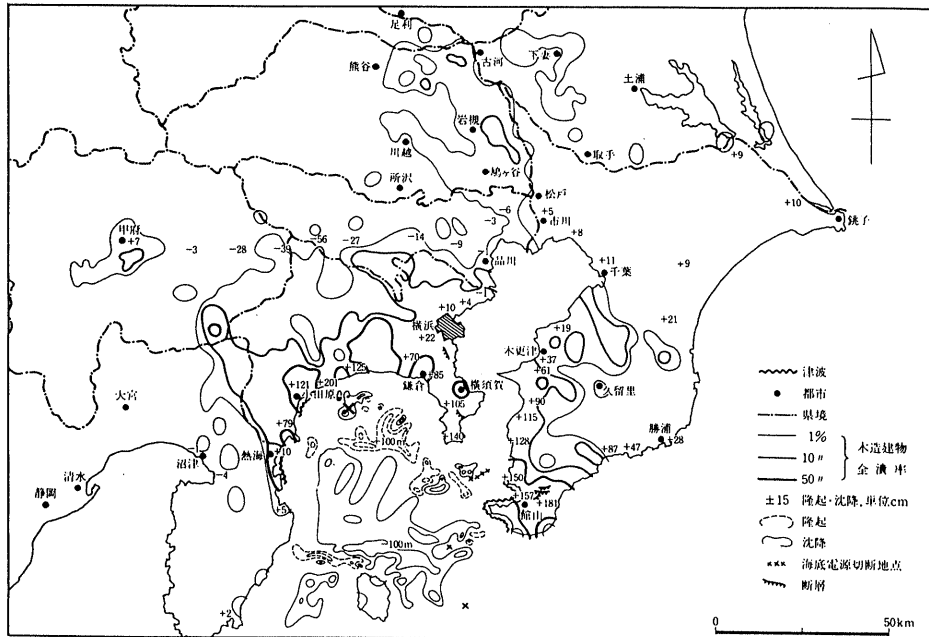 足利
下妻
古河
熊谷
土浦
岩槻
川越
取手
鳩ヶ谷
所沢
松戸
+9
-6
+5
-3
市川
+10
銚子
+8
甲府
+7
-3
-28
-39
-56
-27
-14
-9
-1
品川
+11
千葉
+9
-1
+4
+10
横浜
+22
+19
+21
木更津
+37
+70
+125
+85
鎌倉
+61
横須賀
久留里
+121
+201
小田原
大宮
+105
+90
+115
+79
+100m
+140
+128
勝浦
+28
+47
+87
熱海
+10
沼津
-4
清水
静岡
+150
+157
+181
館山
+5
100m
+2
津波
都市
県境
1%
10〃
50〃
木造建物
全潰率
±15 隆起・沈降,単位cm
隆起
沈降
海底電源切断地点
断層
0 50km